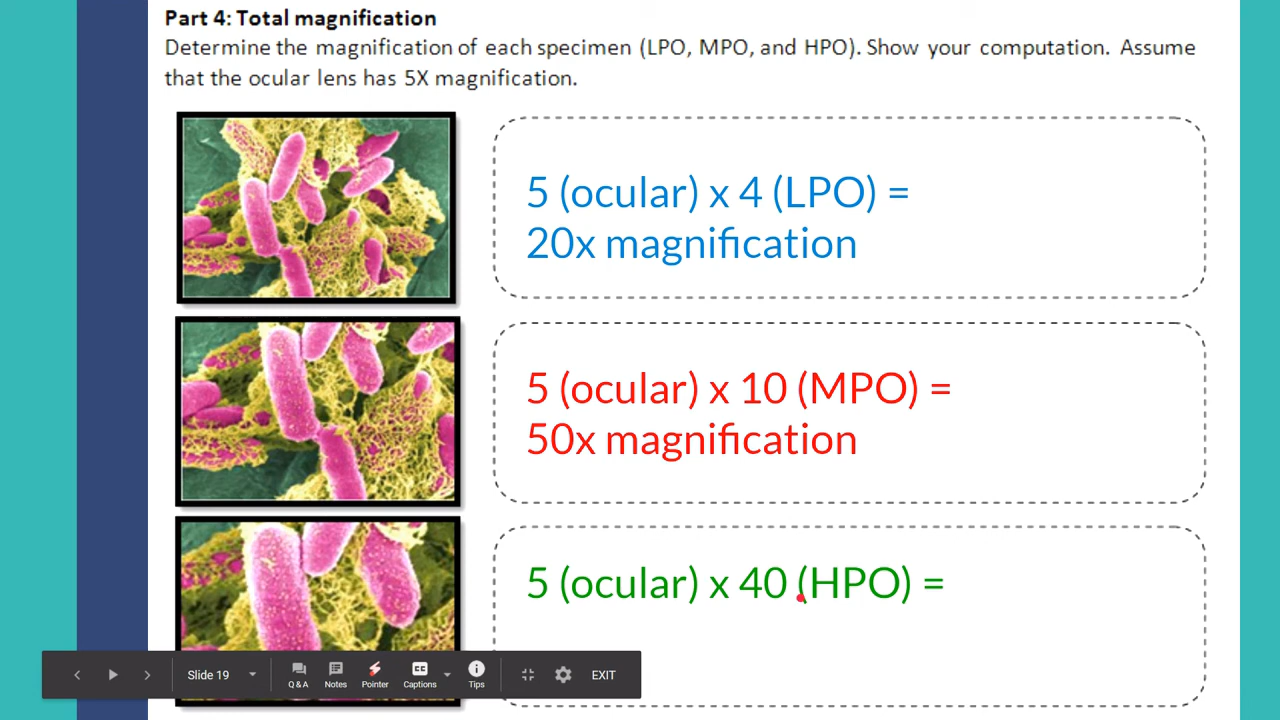 Part 4: Total magnification
Determine the magnification of each specimen (LPO, MPO, and HPO). Show your computation. Assume
that the ocular lens has 5X magnification.
5 (ocular) x 4 (LPO) =
20x magnification
5 (ocular) x 10 (MPO) =
50x magnification
5 (ocular) x 40 (HPO) =
Slide 19
Q & A
Notes
Pointer
CC
Captions
Tips
EXIT